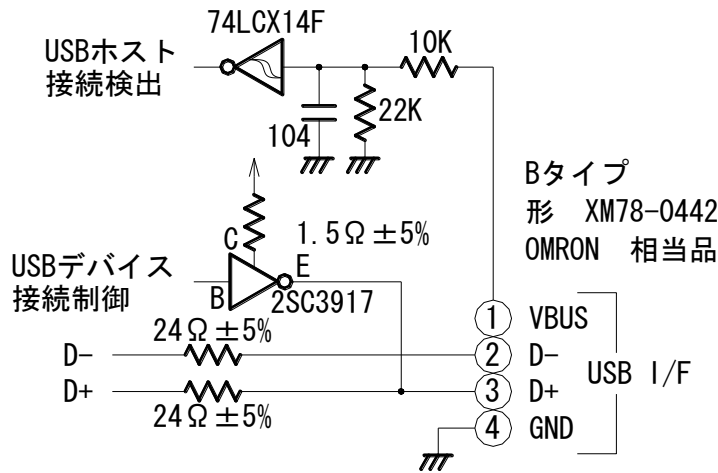 74LCX14F
USBホスト
接続検出
10K
22K
104
Bタイプ
形 XM78-0442
OMRON 相当品
C
1.5Ω±5%
USBデバイス
接続制御
B
E
2SC3917
24Ω±5%
D-
D+
24Ω±5%
1 VBUS
2 D-
3 D+
4 GND
USB I/F